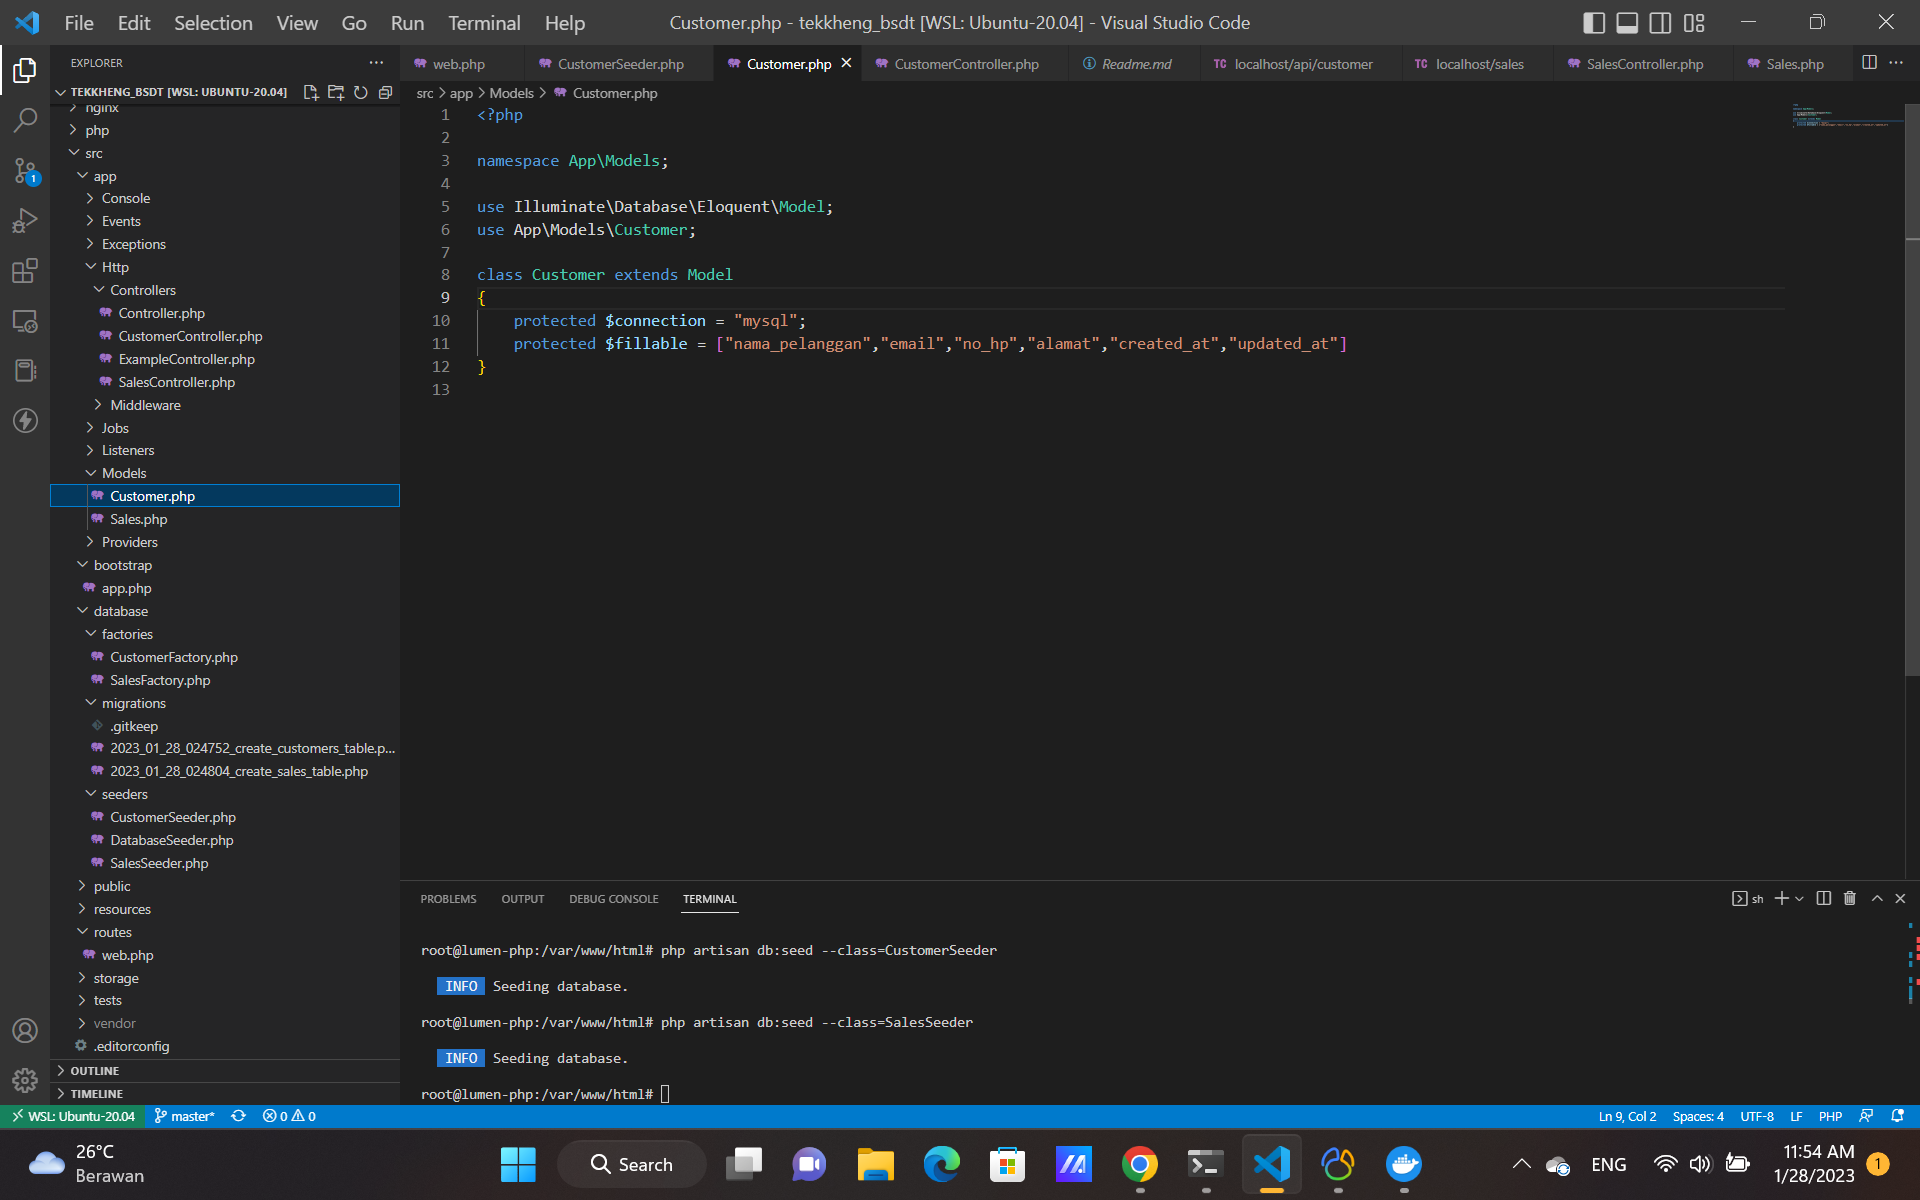 File Edit Selection View Go Run Terminal Help
Customer.php - tekkheng_bsdt [WSL: Ubuntu-20.04] - Visual Studio Code
EXPLORER
TEKKHENG_BSDT [WSL: UBUNTU-20.04]
nginx
php
src
app
Console
Events
Exceptions
Http
Controllers
Controller.php
CustomerController.php
ExampleController.php
SalesController.php
Middleware
Jobs
Listeners
Models
Customer.php
Sales.php
Providers
bootstrap
app.php
database
factories
CustomerFactory.php
SalesFactory.php
migrations
.gitkeep
2023_01_28_024752_create_customers_table.p...
2023_01_28_024804_create_sales_table.php
seeders
CustomerSeeder.php
DatabaseSeeder.php
SalesSeeder.php
public
resources
routes
web.php
storage
tests
vendor
.editorconfig
OUTLINE
TIMELINE
web.php CustomerSeeder.php Customer.php CustomerController.php Readme.md TC localhost/api/customer TC localhost/sales SalesController.php Sales.php
src > app > Models > Customer.php
1 <?php
2
3 namespace App\Models;
4
5 use Illuminate\Database\Eloquent\Model;
6 use App\Models\Customer;
7
8 class Customer extends Model
9 {
10 protected $connection = "mysql";
11 protected $fillable = ["nama_pelanggan","email","no_hp","alamat","created_at","updated_at"]
12 }
13
PROBLEMS OUTPUT DEBUG CONSOLE TERMINAL
sh
root@lumen-php:/var/www/html# php artisan db:seed --class=CustomerSeeder
INFO Seeding database.
root@lumen-php:/var/www/html# php artisan db:seed --class=SalesSeeder
INFO Seeding database.
root@lumen-php:/var/www/html#
WSL: Ubuntu-20.04 master* 0 0 Ln 9, Col 2 Spaces: 4 UTF-8 LF PHP
1
26°C
Berawan
Search
ENG
11:54 AM
1/28/2023
1